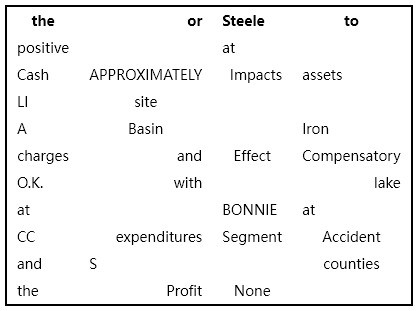 the or Steele to
positive at
Cash APPROXIMATELY Impacts assets
LI site
A Basin Iron
charges and Effect Compensatory
O.K. with lake
at BONNIE at
CC expenditures Segment Accident
and S counties
the Profit None